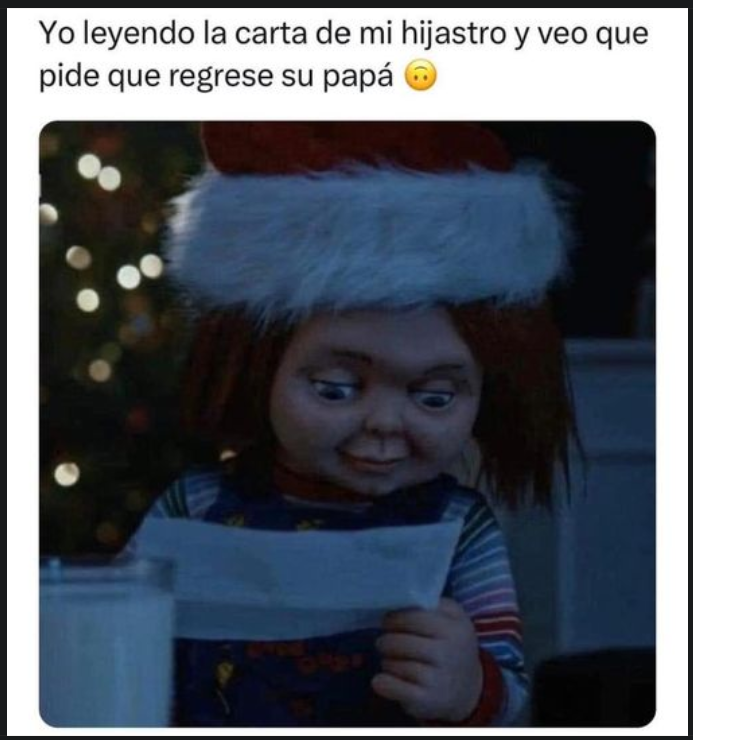 Yo leyendo la carta de mi hijastro y veo que
pide que regrese su papá 🙃